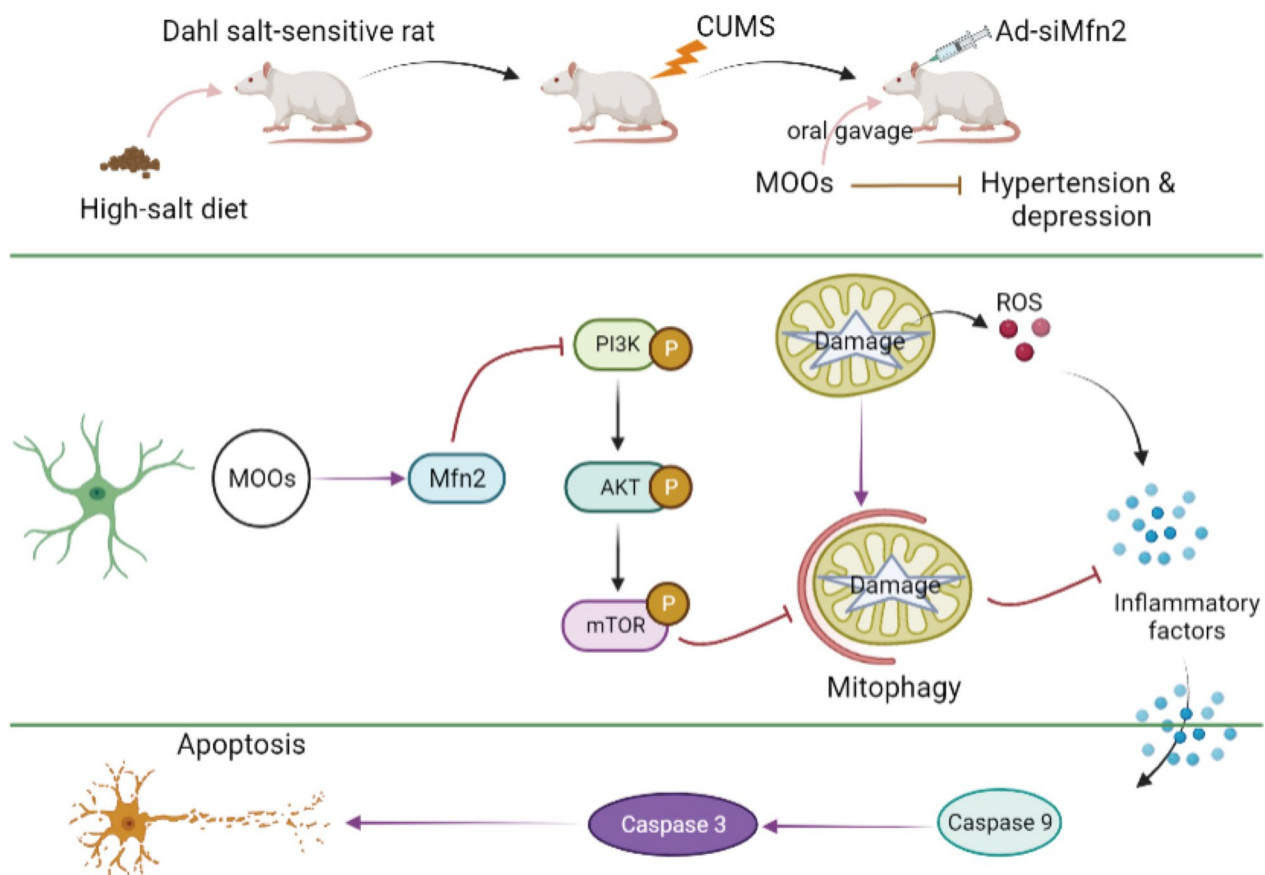 Dahl salt-sensitive rat
CUMS
Ad-siMfn2
oral gavage
High-salt diet
MOOs
Hypertension &
depression
PI3K
P
Damage
ROS
MOOs
Mfn2
AKT
P
mTOR
P
Damage
Inflammatory
factors
Mitophagy
Apoptosis
Caspase 3
Caspase 9